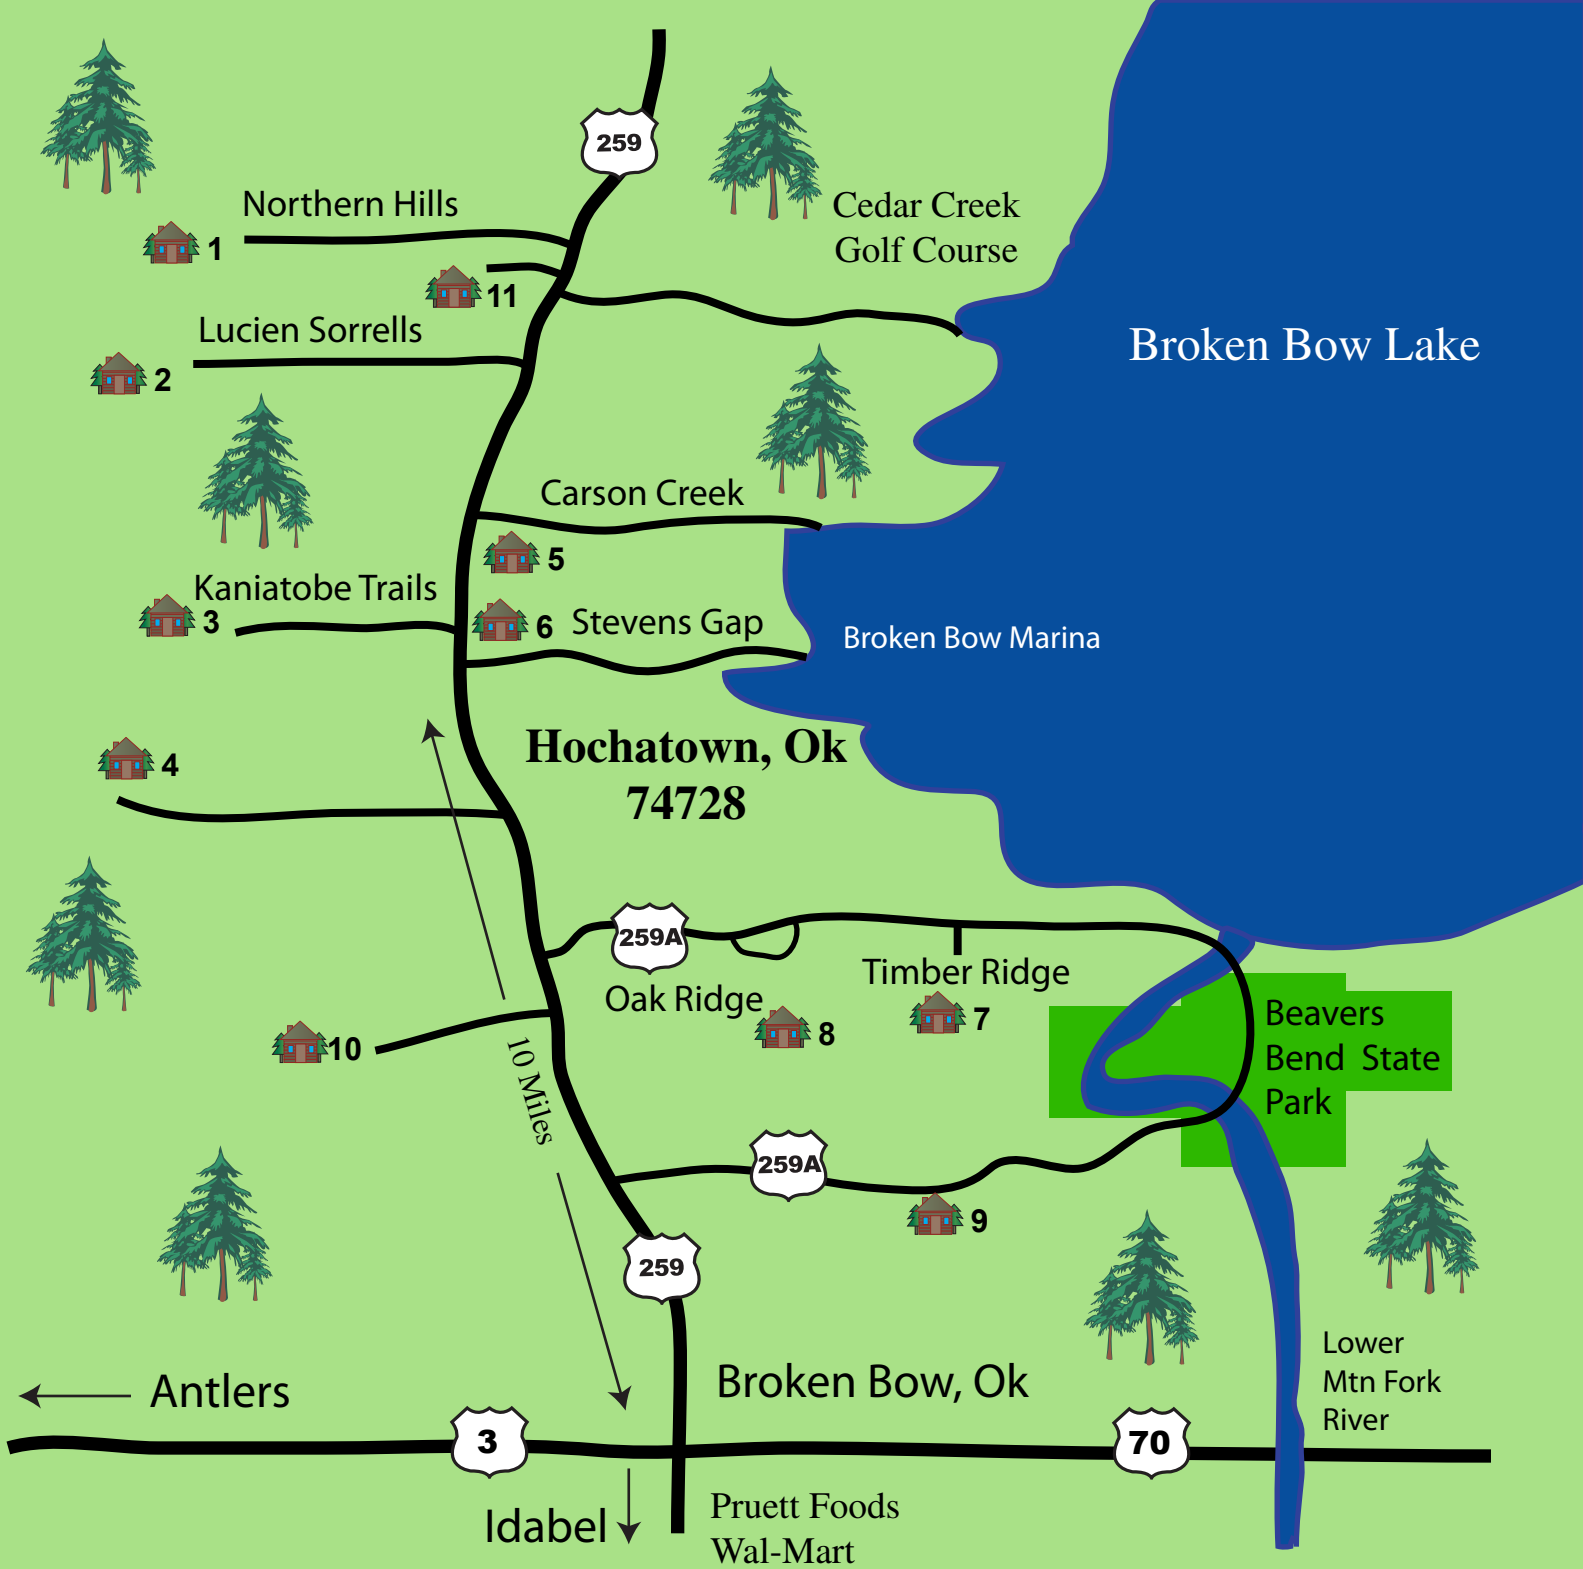 259
Northern Hills
1
Cedar Creek
Golf Course
11
Lucien Sorrells
2
Broken Bow Lake
Carson Creek
5
Kaniatobe Trails
3
6
Stevens Gap
Broken Bow Marina
Hochatown, Ok
74728
4
259A
Oak Ridge
Timber Ridge
8
7
Beavers
Bend State
Park
10
10 Miles
259A
9
259
Lower
Mtn Fork
River
Antlers
Broken Bow, Ok
3
70
Idabel
Pruett Foods
Wal-Mart